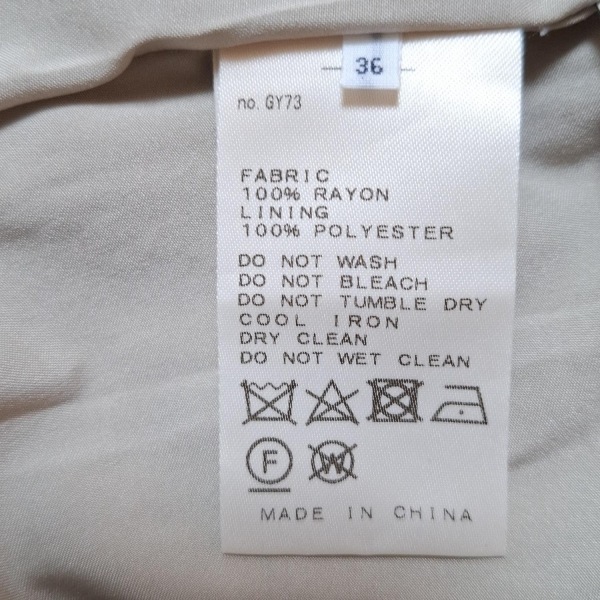 36
no. GY73
FABRIC
100% RAYON
LINING
100% POLYESTER
DO NOT WASH
DO NOT BLEACH
DO NOT TUMBLE DRY
COOL IRON
DRY CLEAN
DO NOT WET CLEAN
F W
MADE IN CHINA